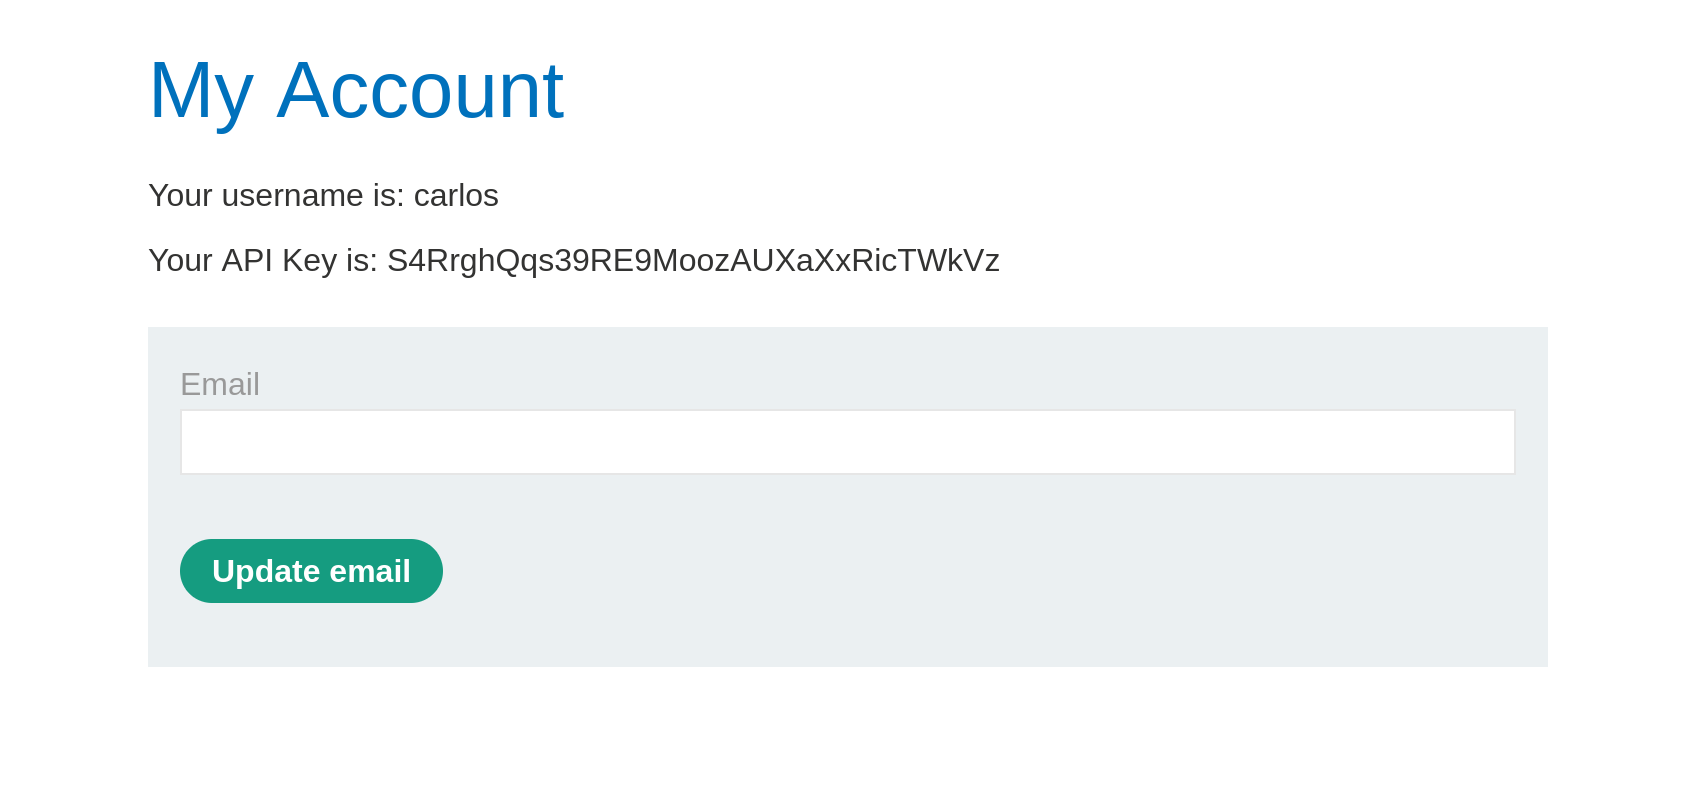 My Account
Your username is: carlos
Your API Key is: S4RrghQqs39RE9MoozAUXaXxRicTWkVz
Email
Update email